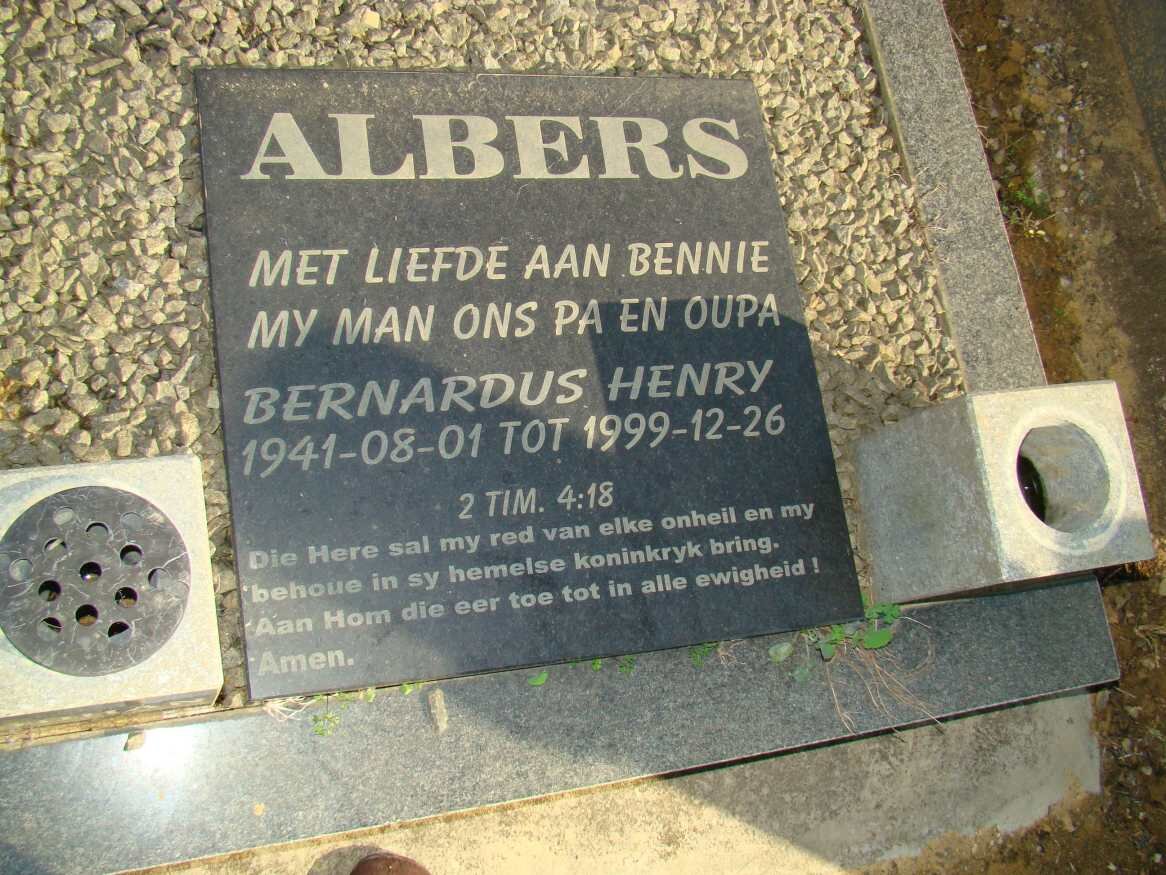 ALBERS
MET LIEFDE AAN BENNIE
MY MAN ONS PA EN OUPA
BERNARDUS HENRY
1941-08-01 TOT 1999-12-26
2 TIM. 4:18
Die Here sal my red van elke onheil en my
behoue in sy hemelse koninkryk bring.
Aan Hom die eer toe tot in alle ewigheid !
Amen.